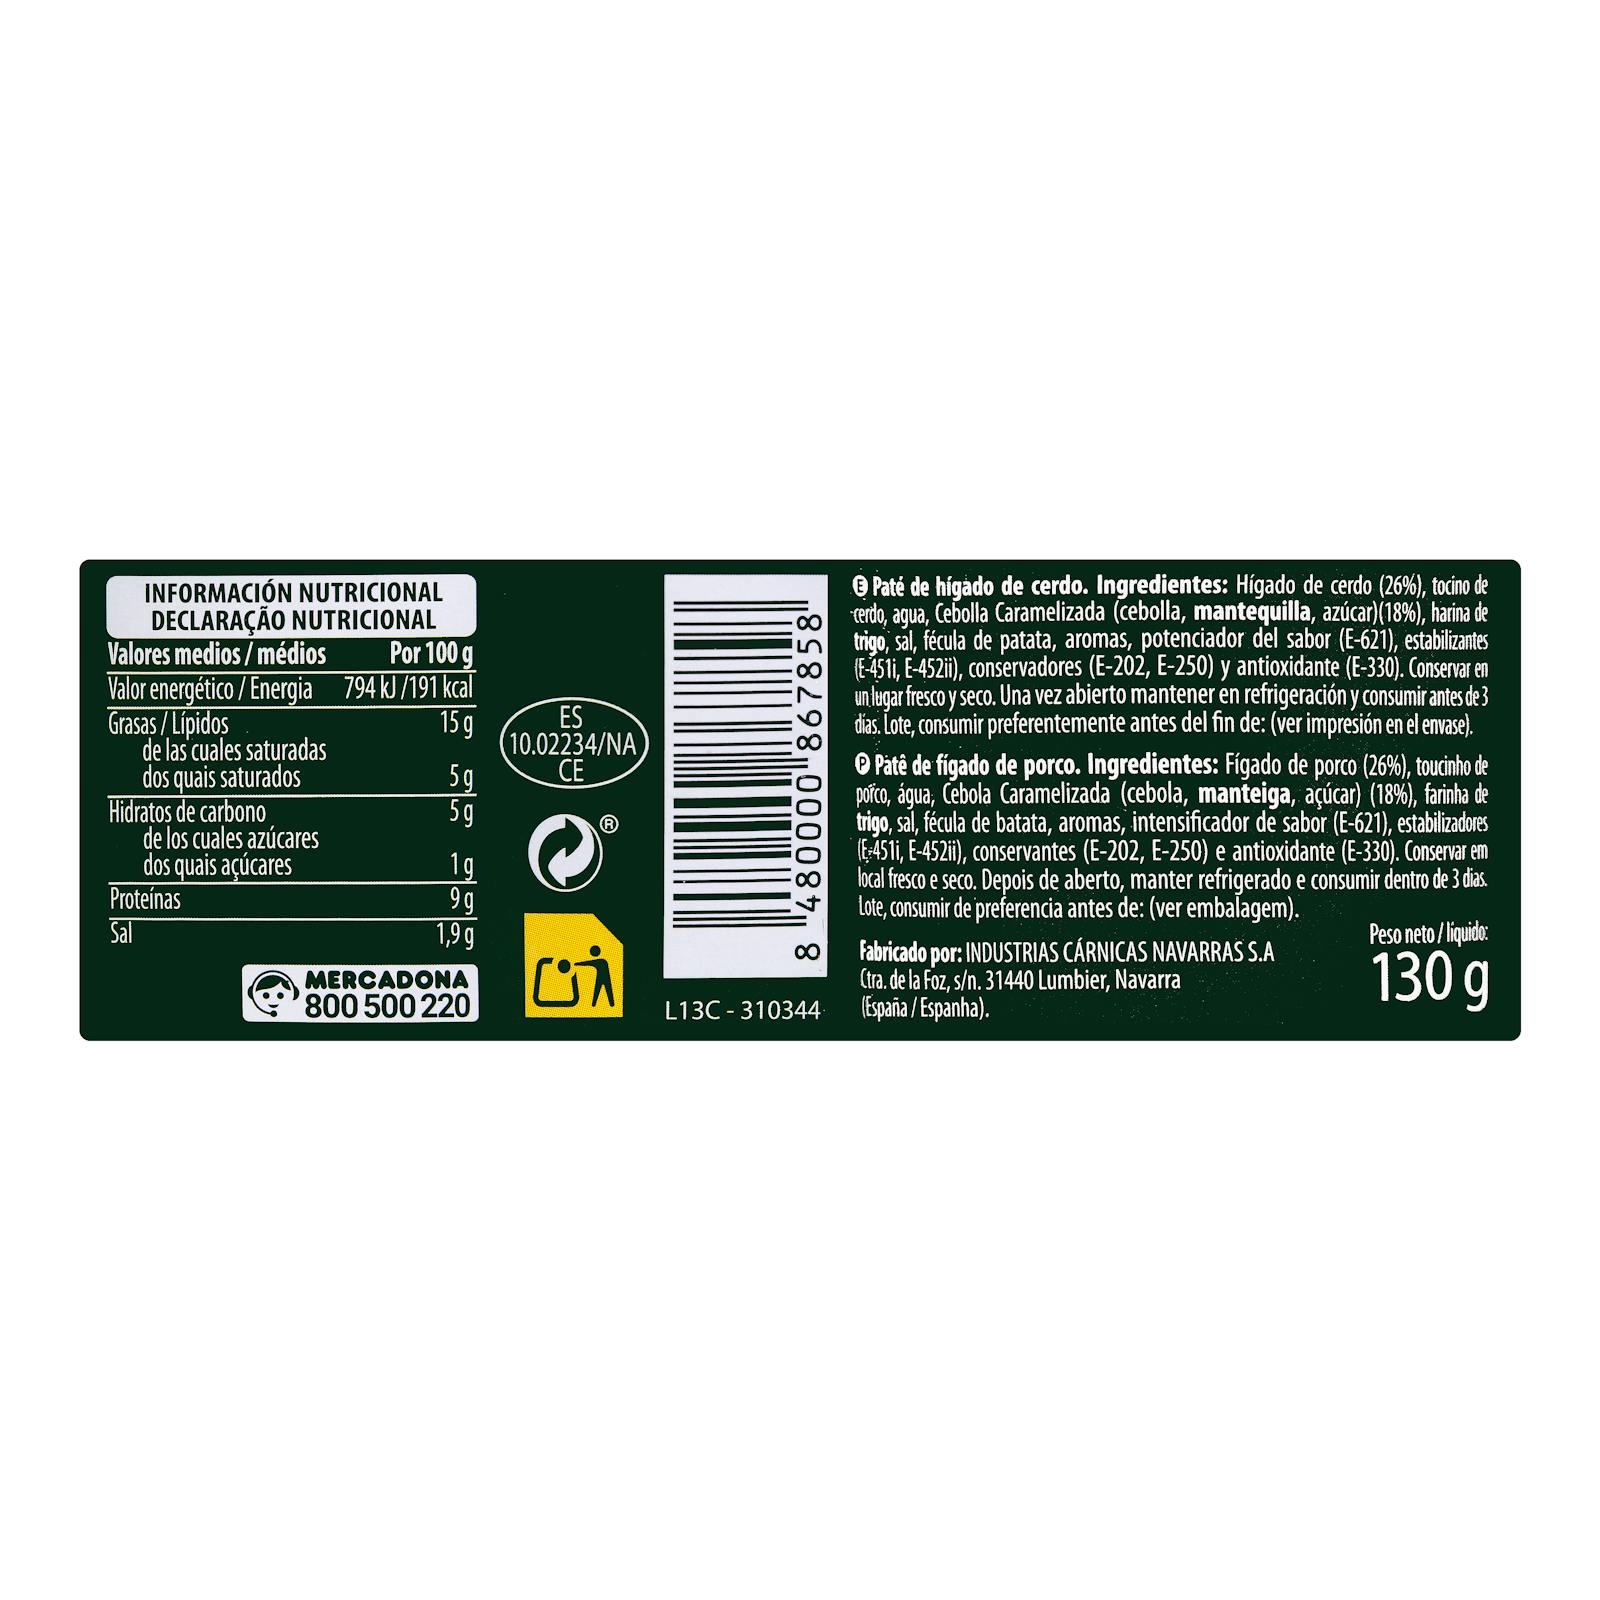 INFORMACIÓN NUTRICIONAL
DECLARAÇÃO NUTRICIONAL
Valores medios / médios Por 100 g
Valor energético / Energia 794 kJ /191 kcal
Grasas / Lípidos 15 g
de las cuales saturadas
dos quais saturados 5 g
Hidratos de carbono 5 g
de los cuales azúcares
dos quais açúcares 1 g
Proteínas 9 g
Sal 1,9 g
MERCADONA
800 500 220
ES
10.02234/NA
CE
®
8 480000 867858
L13C - 310344
E Paté de hígado de cerdo. Ingredientes: Hígado de cerdo (26%), tocino de
cerdo, agua, Cebolla Caramelizada (cebolla, mantequilla, azúcar)(18%), harina de
trigo, sal, fécula de patata, aromas, potenciador del sabor (E-621), estabilizantes
(E-451i, E-452ii), conservadores (E-202, E-250) y antioxidante (E-330). Conservar en
un lugar fresco y seco. Una vez abierto mantener en refrigeración y consumir antes de 3
días. Lote, consumir preferentemente antes del fin de: (ver impresión en el envase).
P Patê de fígado de porco. Ingredientes: Fígado de porco (26%), toucinho de
porco, água, Cebola Caramelizada (cebola, manteiga, açúcar) (18%), farinha de
trigo, sal, fécula de batata, aromas, intensificador de sabor (E-621), estabilizadores
(E-451i, E-452ii), conservantes (E-202, E-250) e antioxidante (E-330). Conservar em
local fresco e seco. Depois de aberto, manter refrigerado e consumir dentro de 3 dias.
Lote, consumir de preferencia antes de: (ver embalagem).
Fabricado por: INDUSTRIAS CÁRNICAS NAVARRAS S.A
Ctra. de la Foz, s/n. 31440 Lumbier, Navarra
(España / Espanha).
Peso neto / líquido:
130 g